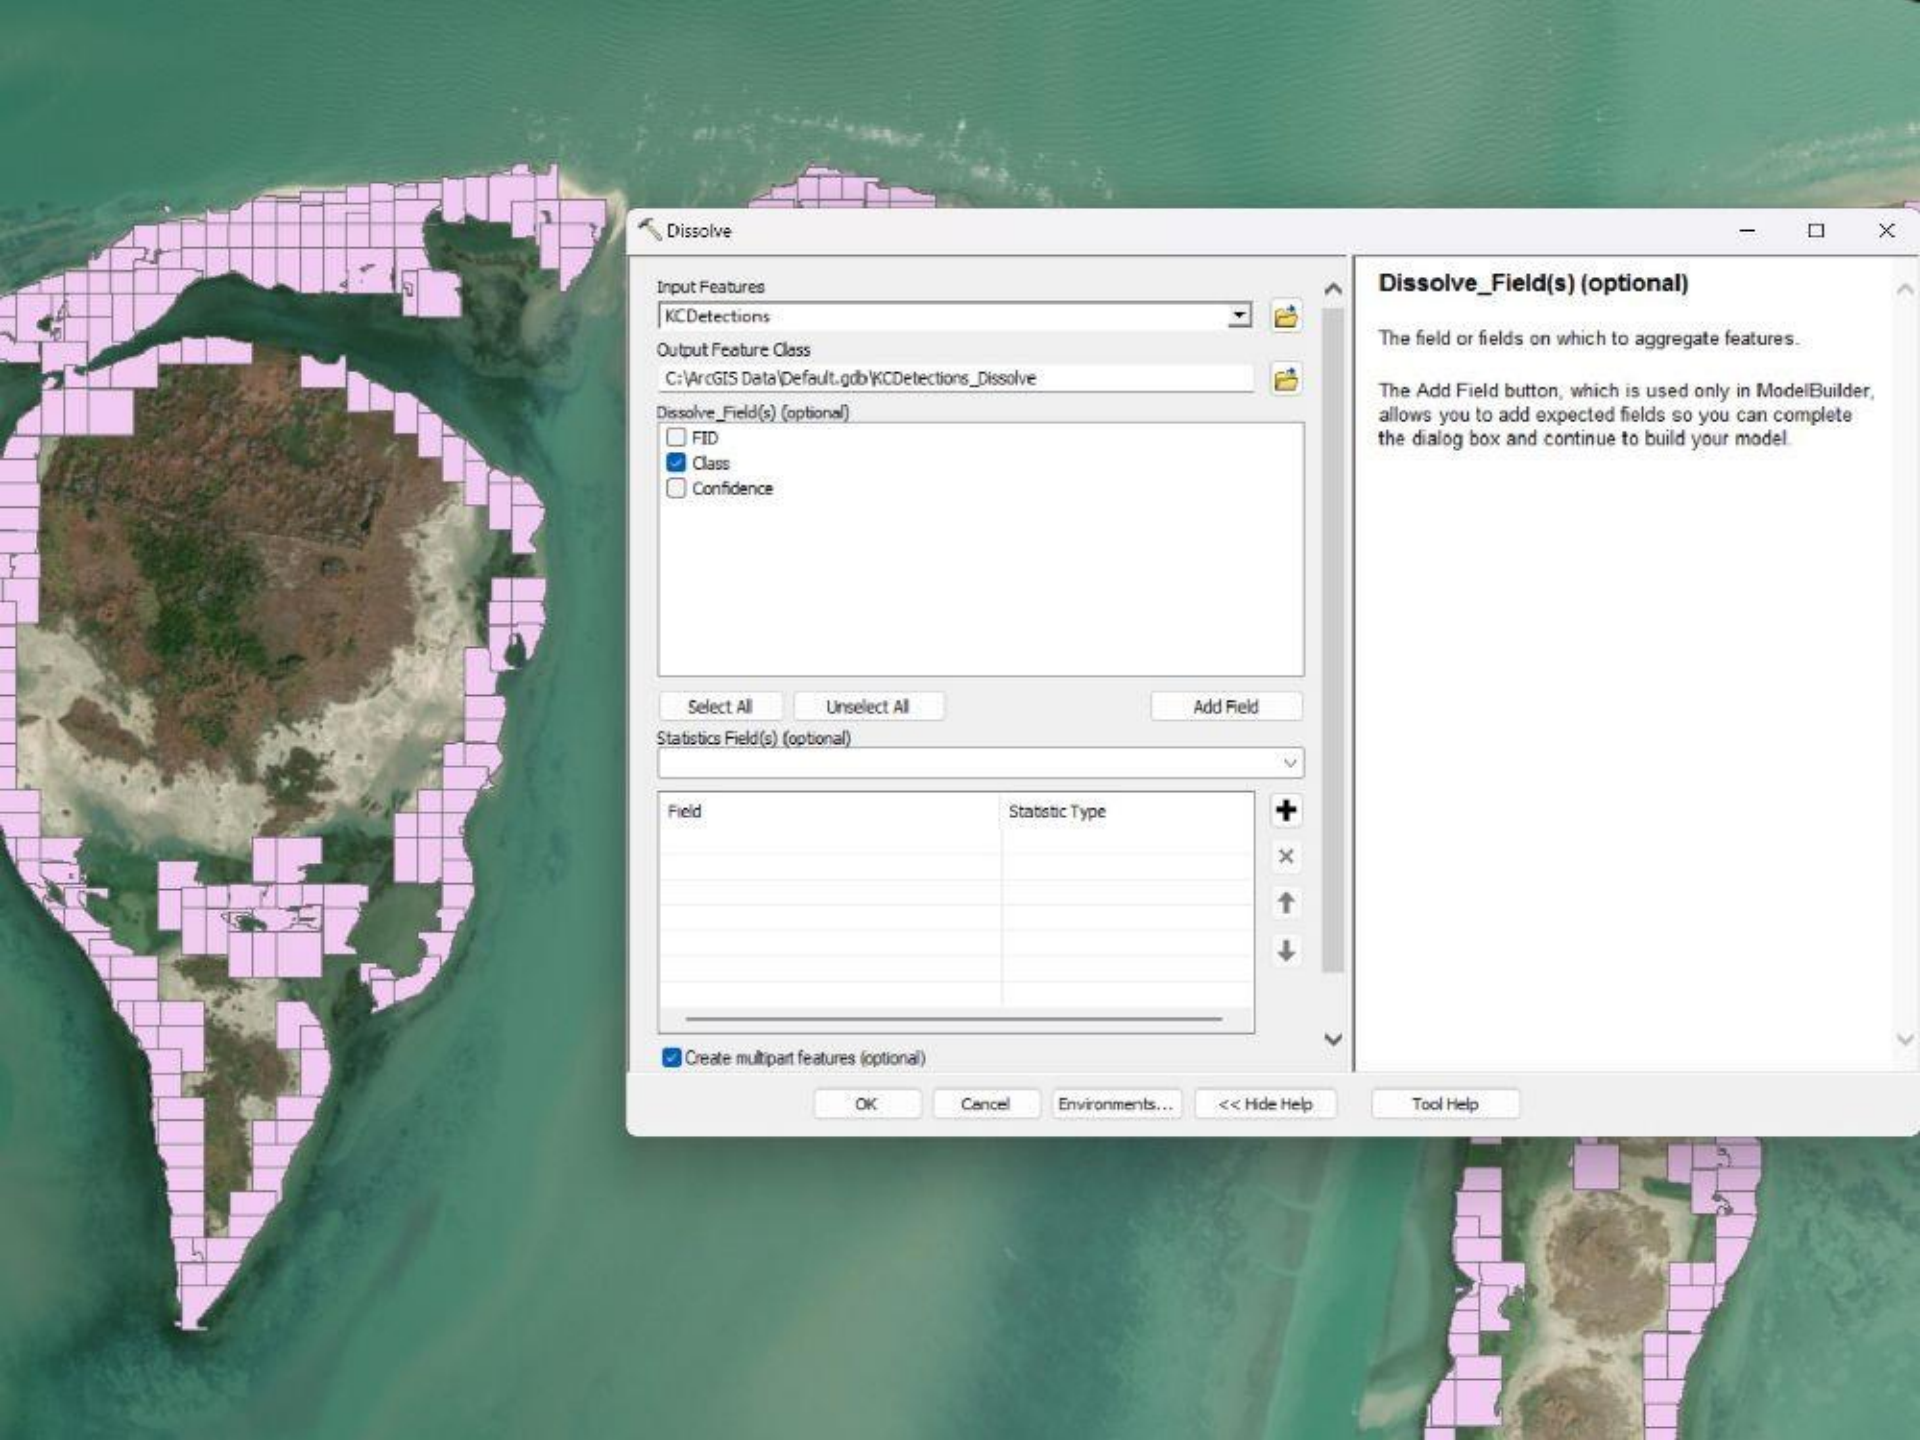 Dissolve
Input Features
KCDetections
Output Feature Class
C:\ArcGIS Data\Default.gdb\KCDetections_Dissolve
Dissolve_Field(s) (optional)
FID
Class
Confidence
Select All
Unselect All
Add Field
Statistics Field(s) (optional)
Field
Statistic Type
Create multipart features (optional)
OK
Cancel
Environments...
<< Hide Help
Tool Help
Dissolve_Field(s) (optional)
The field or fields on which to aggregate features.
The Add Field button, which is used only in ModelBuilder,
allows you to add expected fields so you can complete
the dialog box and continue to build your model.